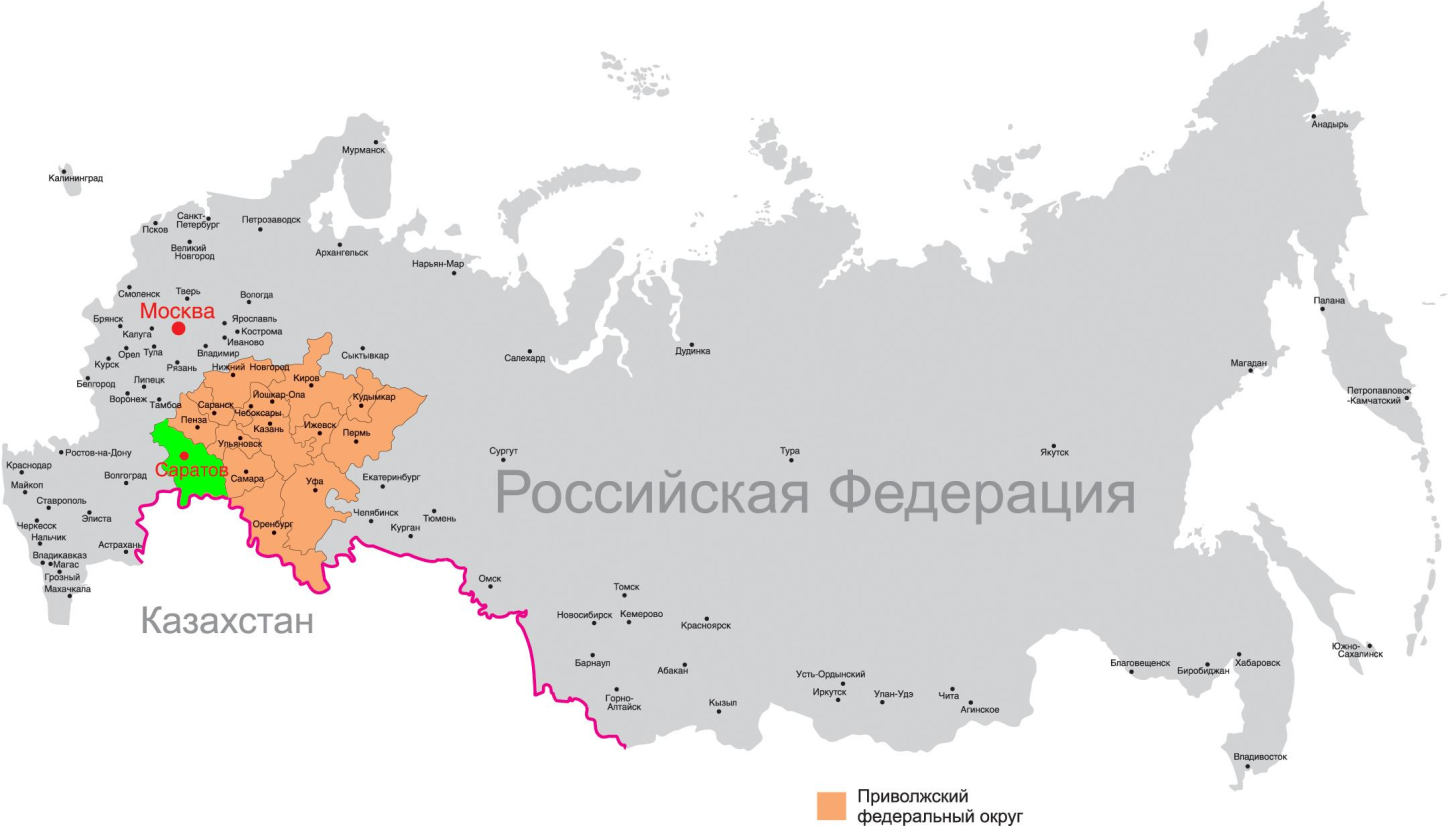 Анадырь
Мурманск
Калининград
Санкт-
Петербург
Петрозаводск
Псков
Великий
Новгород
Архангельск
Нарьян-Мар
Смоленск
Тверь
Вологда
Палана
Москва
Брянск
Ярославль
Калуга
Кострома
Иваново
Орел
Тула
Владимир
Сыктывкар
Салехард
Дудинка
Курск
Рязань
Нижний Новгород
Магадан
Белгород
Липецк
Киров
Петропавловск
-Камчатский
Воронеж
Тамбов
Саранск
Йошкар-Ола
Кудымкар
Чебоксары
Пенза
Казань
Ижевск
Пермь
Ульяновск
Ростов-на-Дону
Сургут
Тура
Якутск
Краснодар
Саратов
Волгоград
Самара
Уфа
Екатеринбург
Майкоп
Российская Федерация
Ставрополь
Элиста
Черкесск
Оренбург
Челябинск
Курган
Тюмень
Нальчик
Астрахань
Владикавказ
Магас
Грозный
Махачкала
Омск
Томск
Казахстан
Новосибирск
Кемерово
Красноярск
Южно-
Сахалинск
Барнаул
Абакан
Усть-Ордынский
Благовещенск
Биробиджан
Хабаровск
Горно-
Алтайск
Кызыл
Иркутск
Улан-Удэ
Чита
Агинское
Владивосток
Приволжский
федеральный округ